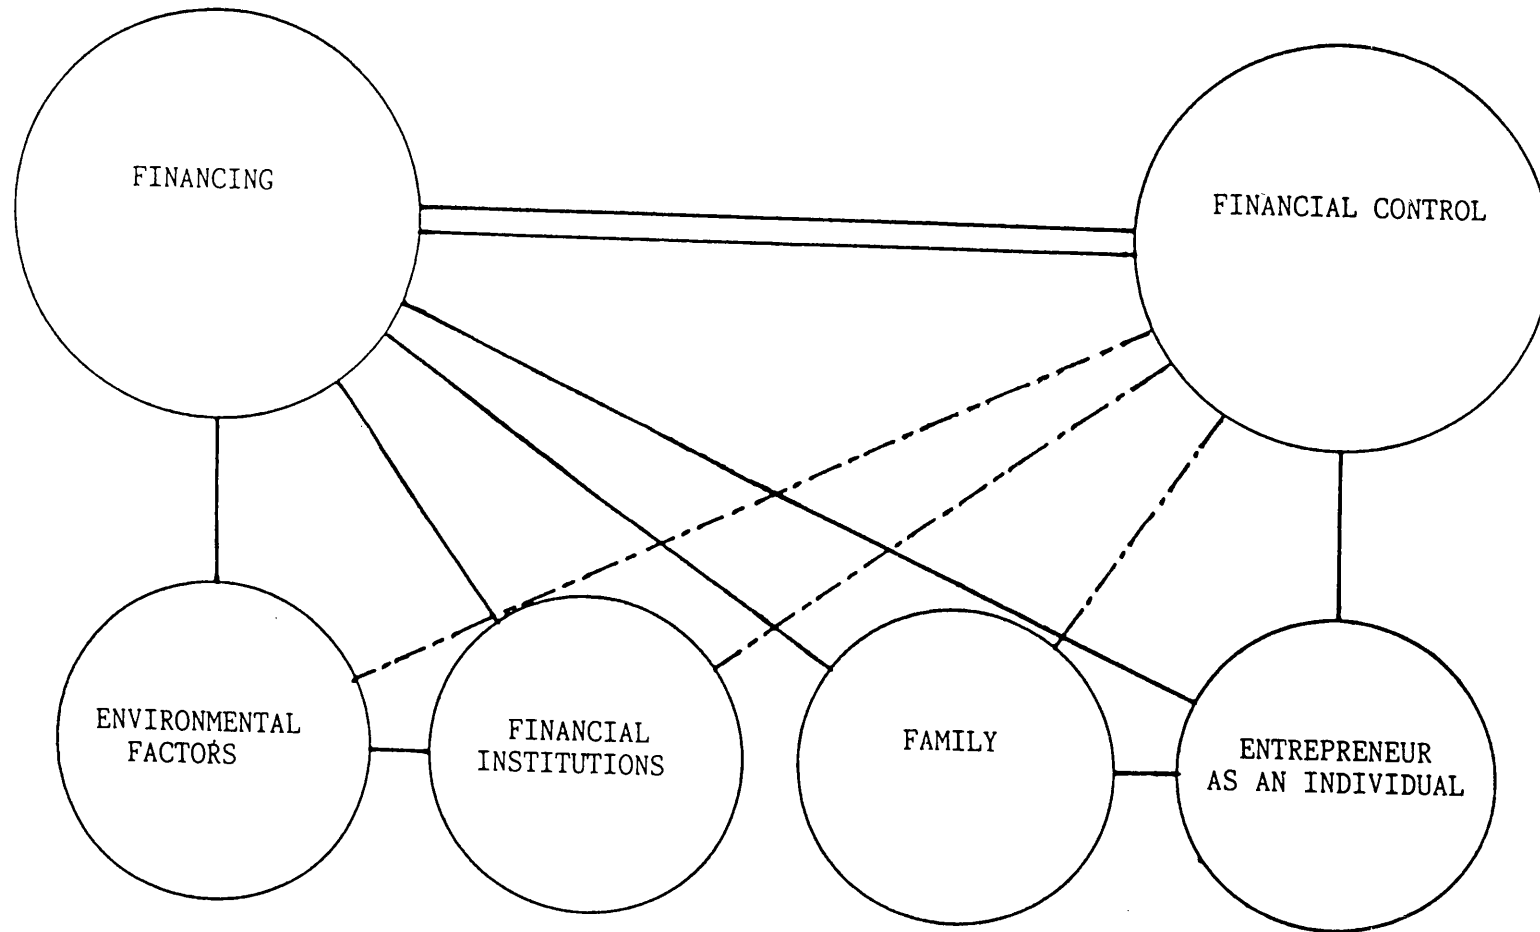 FINANCING
FINANCIAL CONTROL
ENVIRONMENTAL
FACTORS
FINANCIAL
INSTITUTIONS
FAMILY
ENTREPRENEUR
AS AN INDIVIDUAL